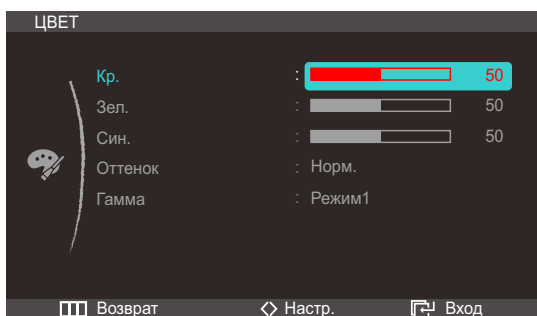 ЦВЕТ
Кр. : 50
Зел. : 50
Син. : 50
Оттенок : Норм.
Гамма : Режим1
Возврат Настр. Вход